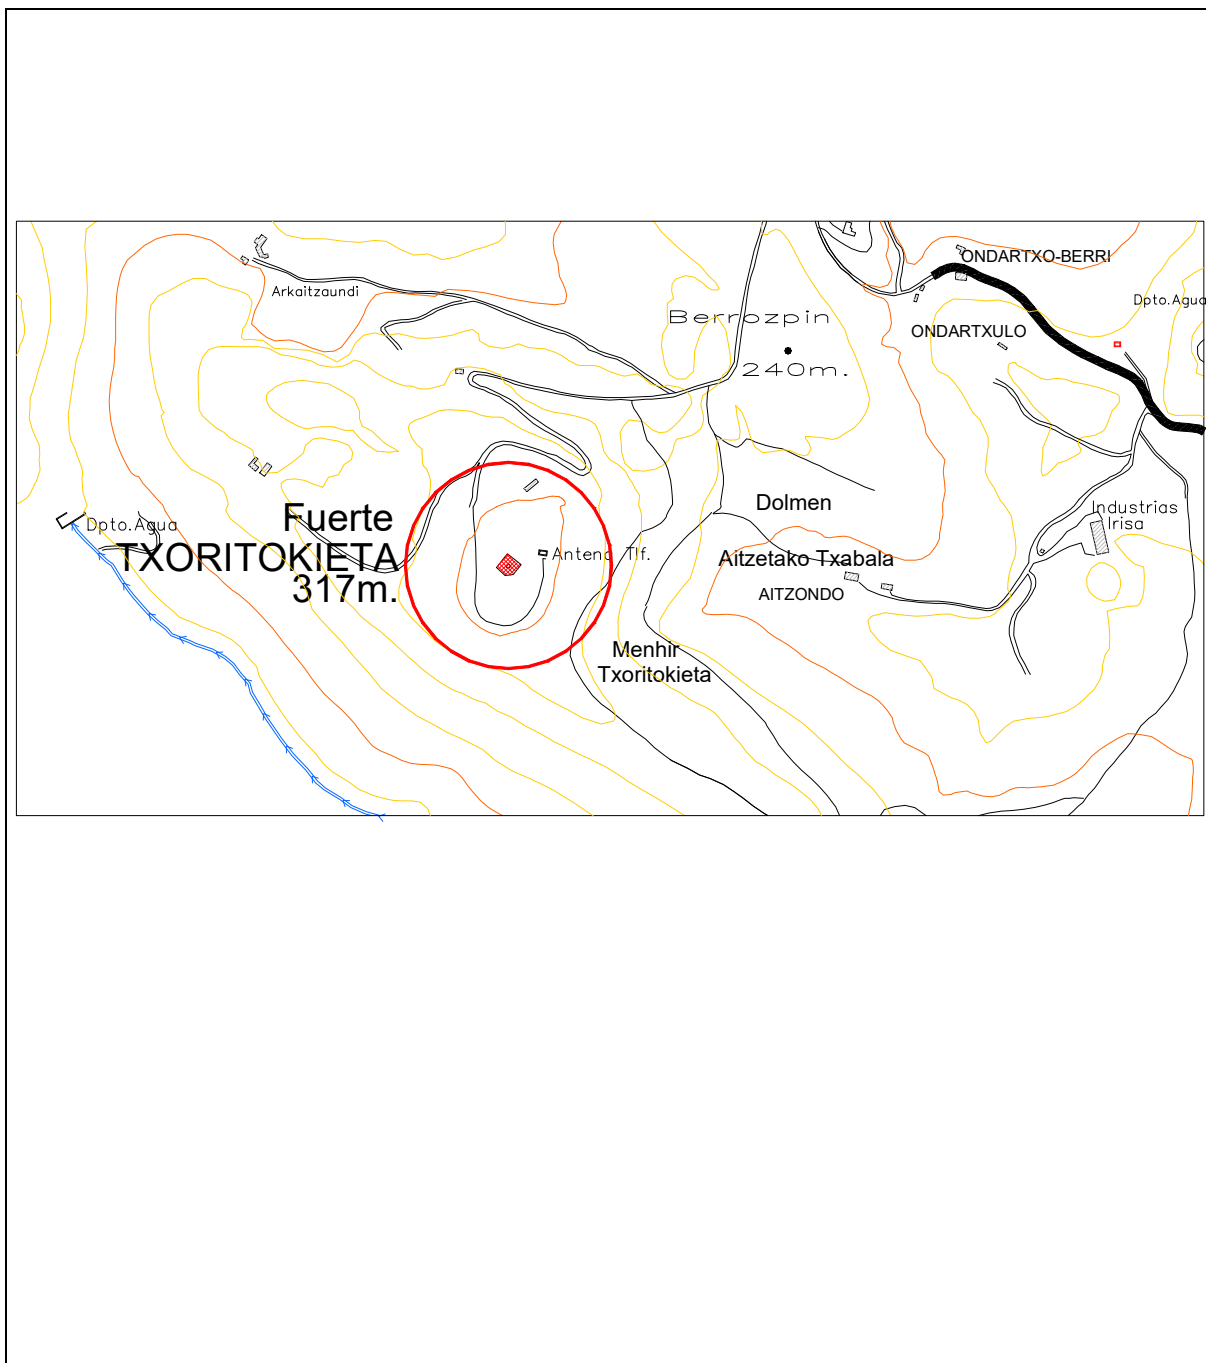 ONDARTXO-BERRI
Arkaitzaundi
Dpto.Agua
Berrozpin
ONDARTXULO
240m.
Dolmen
Industrias
Irisa
Fuerte
Dpto.Agua
TXORITOKIETA
Antena Tlf.
Aitzetako Txabala
317m.
AITZONDO
Menhir
Txoritokieta